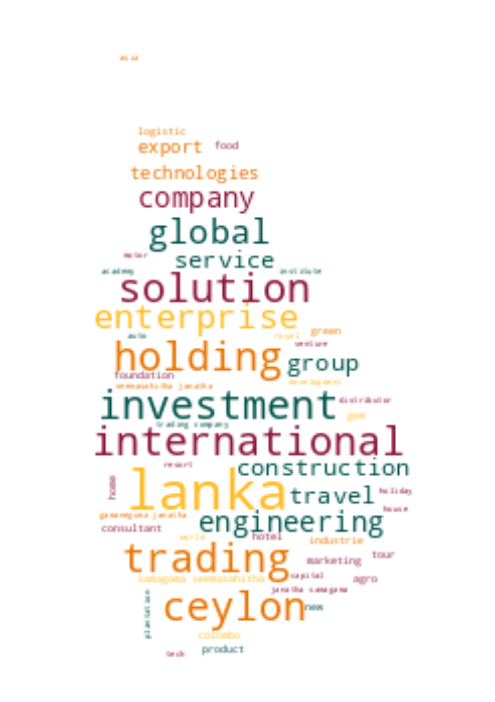 asia
logistic
export food
technologies
company
global
motor service
academy institute
solution
enterprise
auto royal green
venture
holding group
foundation
seemasahitha janatha development
investment distributor
gem
trading company
international
resort construction
home lanka travel holiday
house
gamaneguna janatha engineering
consultant
world hotel industrie
trading marketing tour
samagama seemasahitha capital agro
janatha samagama
plantation ceylon new
colombo
tech product